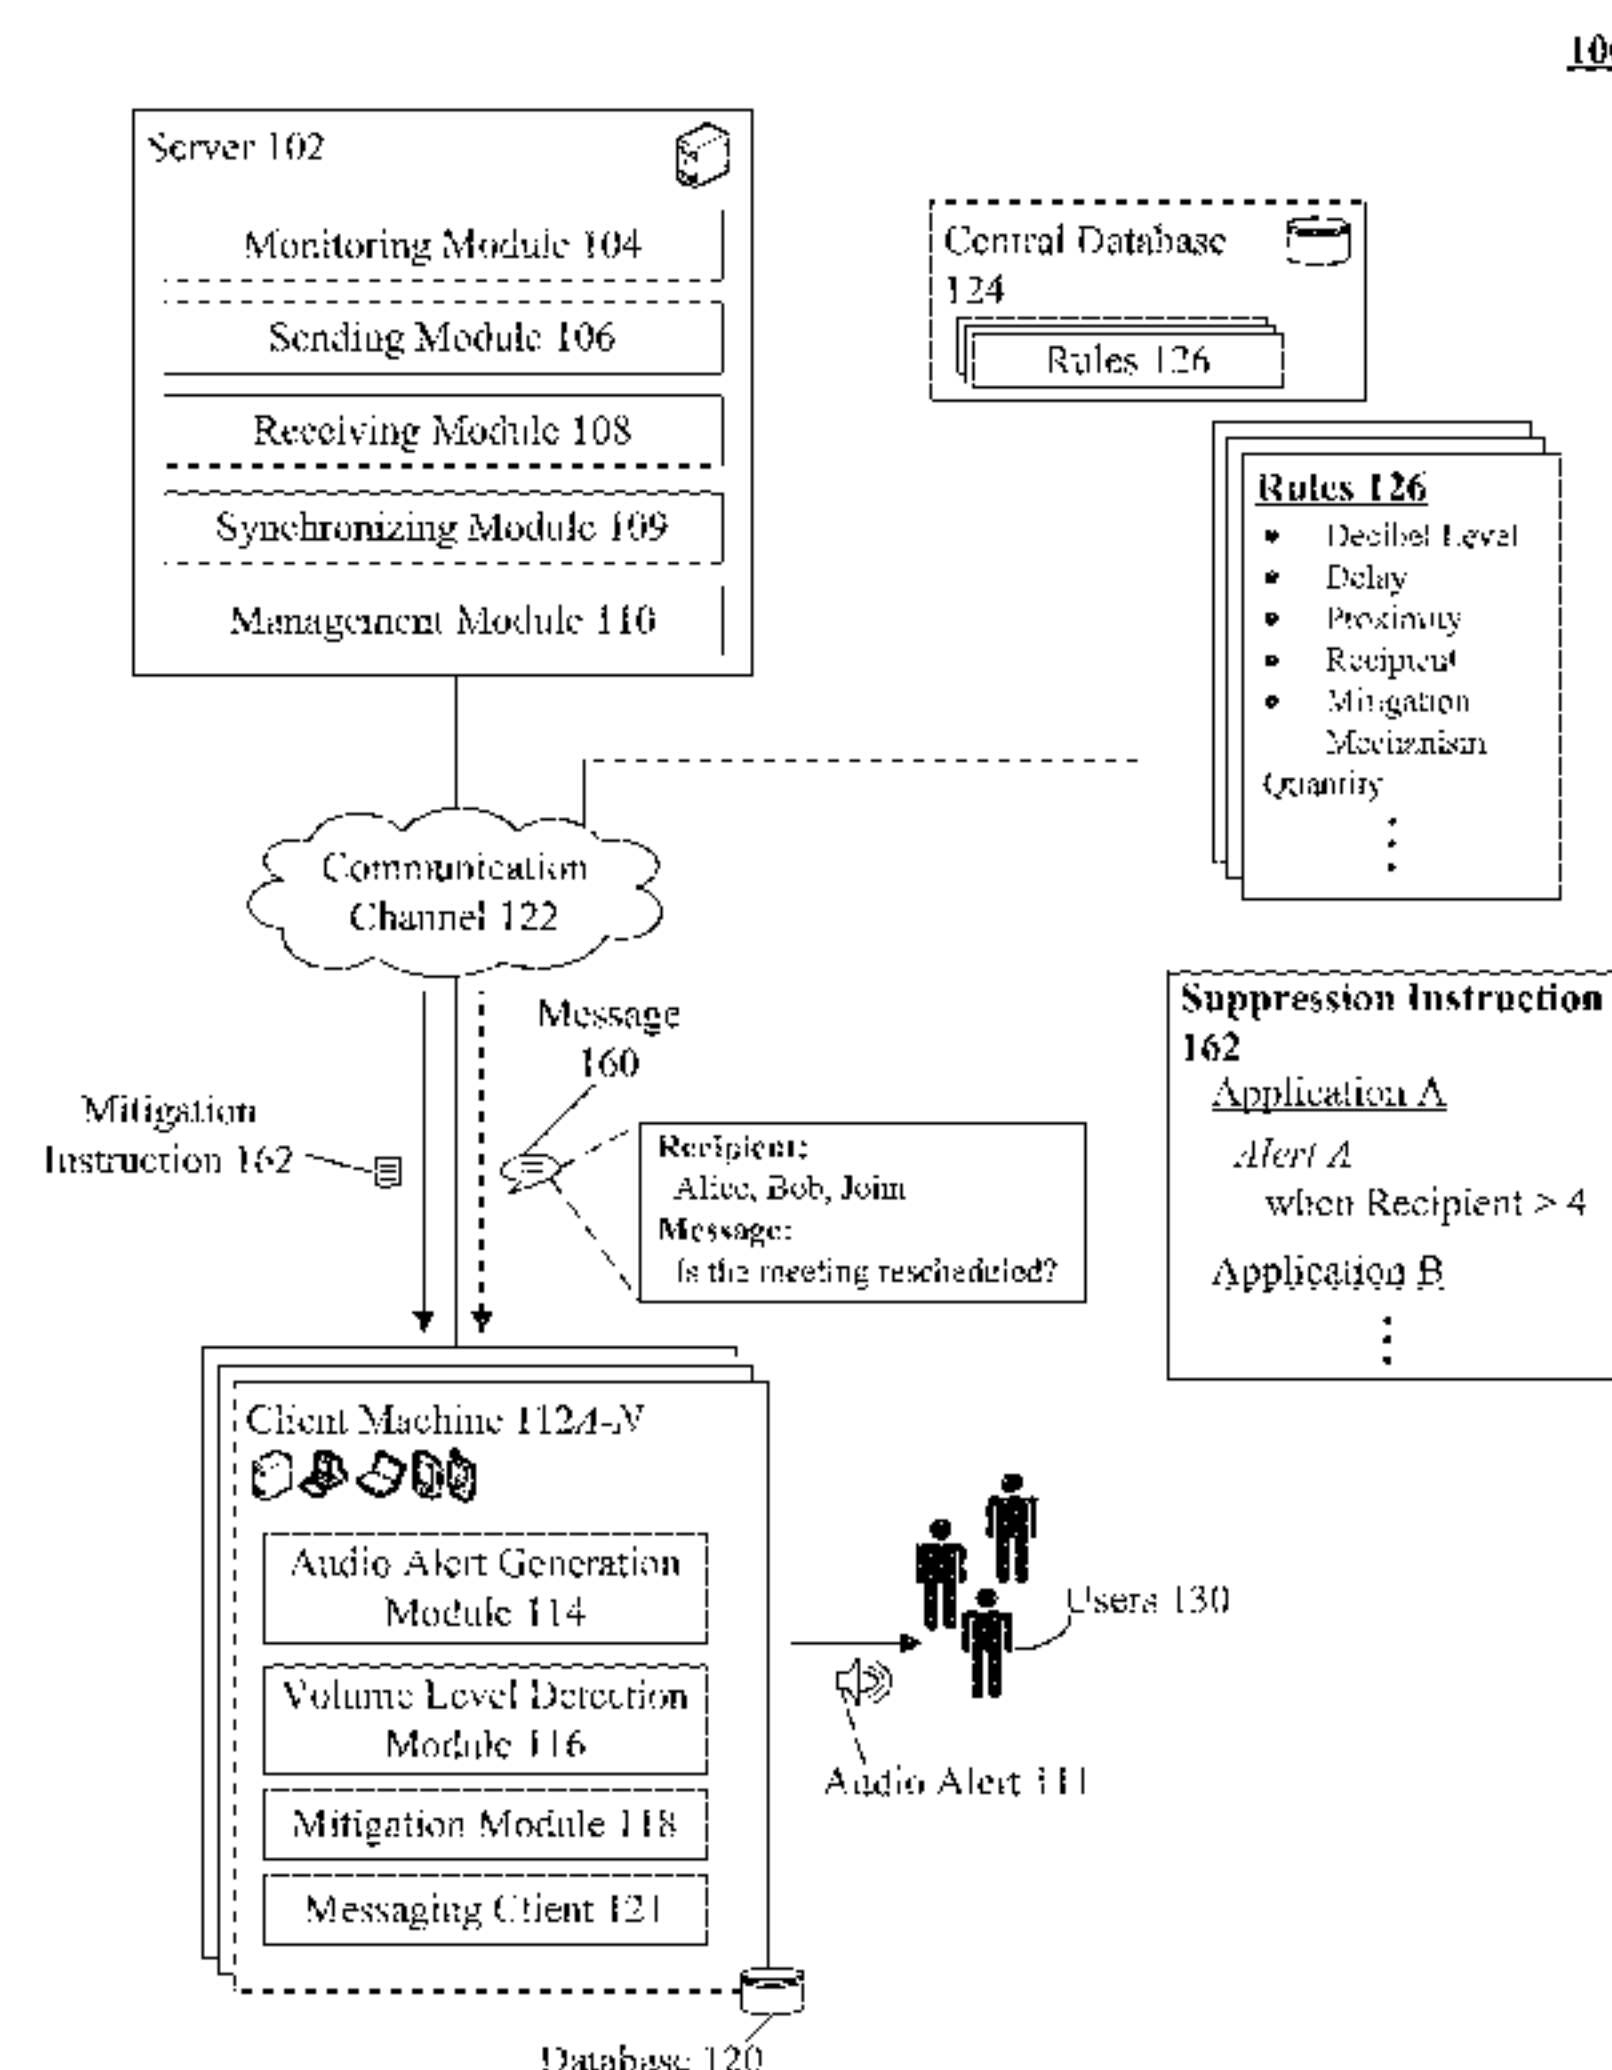 Server 102
Monitoring Module 104
Sending Module 106
Receiving Module 108
Synchronizing Module 109
Management Module 110
Central Database
124
Rules 126
Rules 126
• Decibel Level
• Delay
• Proximity
• Recipient
• Mitigation
Mechanism
Quantity
Communication
Channel 122
Message
160
Mitigation
Instruction 162
Recipient:
Alice, Bob, John
Message:
Is the meeting rescheduled?
Suppression Instruction
162
Application A
Alert A
when Recipient > 4
Application B
Client Machine 112A-N
Audio Alert Generation
Module 114
Volume Level Detection
Module 116
Mitigation Module 118
Messaging Client 121
Users 130
Audio Alert 111
Database 120